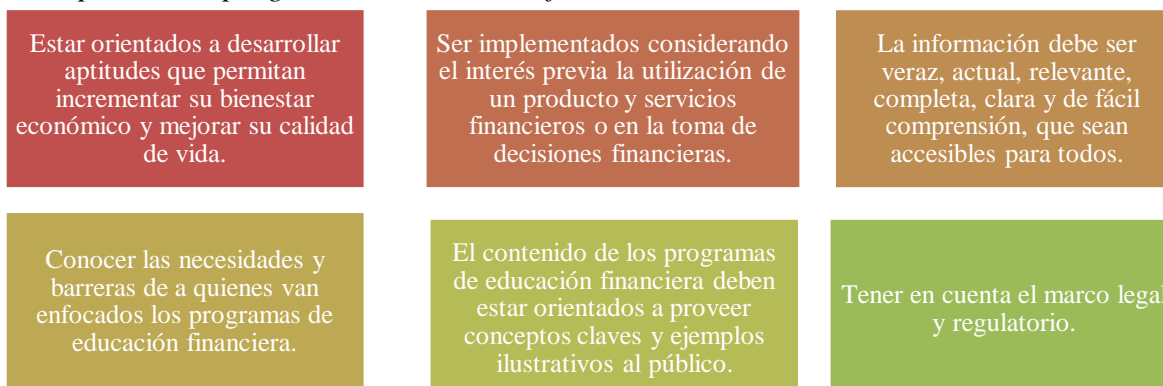 Estar orientados a desarrollar
aptitudes que permitan
incrementar su bienestar
económico y mejorar su calidad
de vida.
Ser implementados considerando
el interés previa la utilización de
un producto y servicios
financieros o en la toma de
decisiones financieras.
La información debe ser
veraz, actual, relevante,
completa, clara y de fácil
comprensión, que sean
accesibles para todos.
Conocer las necesidades y
barreras de a quienes van
enfocados los programas de
educación financiera.
El contenido de los programas
de educación financiera deben
estar orientados a proveer
conceptos claves y ejemplos
ilustrativos al público.
Tener en cuenta el marco legal
y regulatorio.